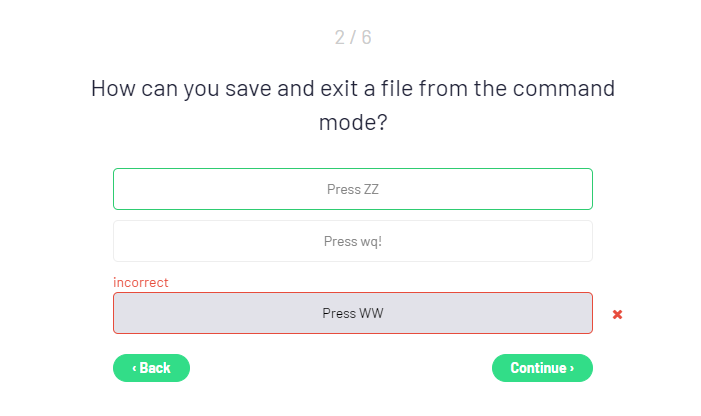 2 / 6
How can you save and exit a file from the command
mode?
Press ZZ
Press wq!
incorrect
Press WW
‹ Back
Continue ›